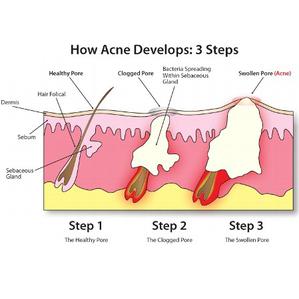 How Acne Develops: 3 Steps
Healthy Pore
Clogged Pore
Bacteria Spreading
Within Sebaceous
Gland
Swollen Pore (Acne)
Hair Folical
Dermis
Sebum
Sebaceous
Gland
Step 1
The Healthy Pore
Step 2
The Clogged Pore
Step 3
The Swollen Pore